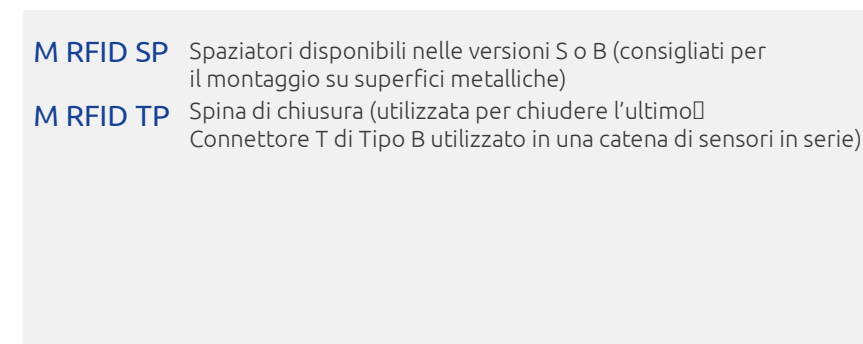 M RFID SP Spaziatori disponibili nelle versioni S o B (consigliati per
il montaggio su superfici metalliche)
M RFID TP Spina di chiusura (utilizzata per chiudere l’ultimo
Connettore T di Tipo B utilizzato in una catena di sensori in serie)